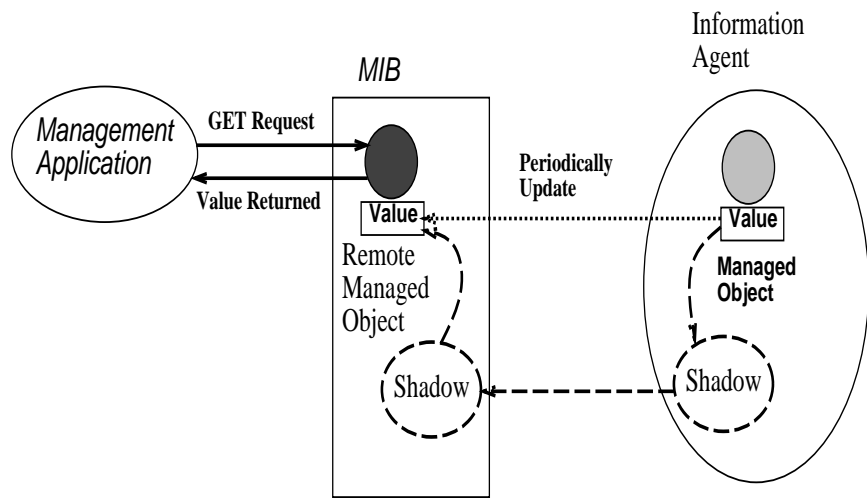 Information
Agent
MIB
Management
Application
GET Request
Value Returned
Value
Remote
Managed
Object
Shadow
Periodically
Update
Value
Managed
Object
Shadow